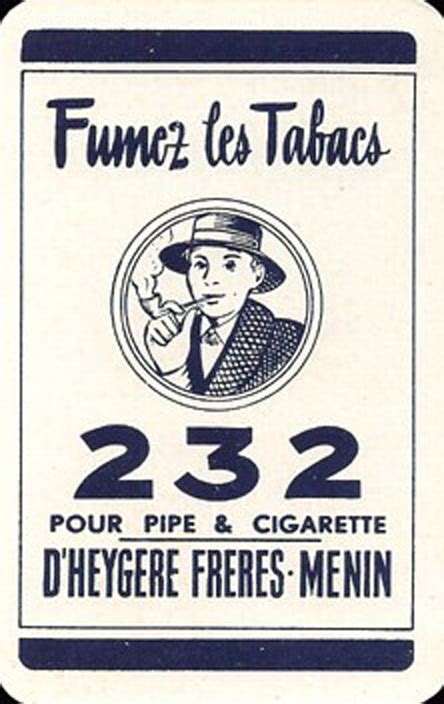 Fumez les Tabacs
232
POUR PIPE & CIGARETTE
D'HEYGERE FRERES·MENIN